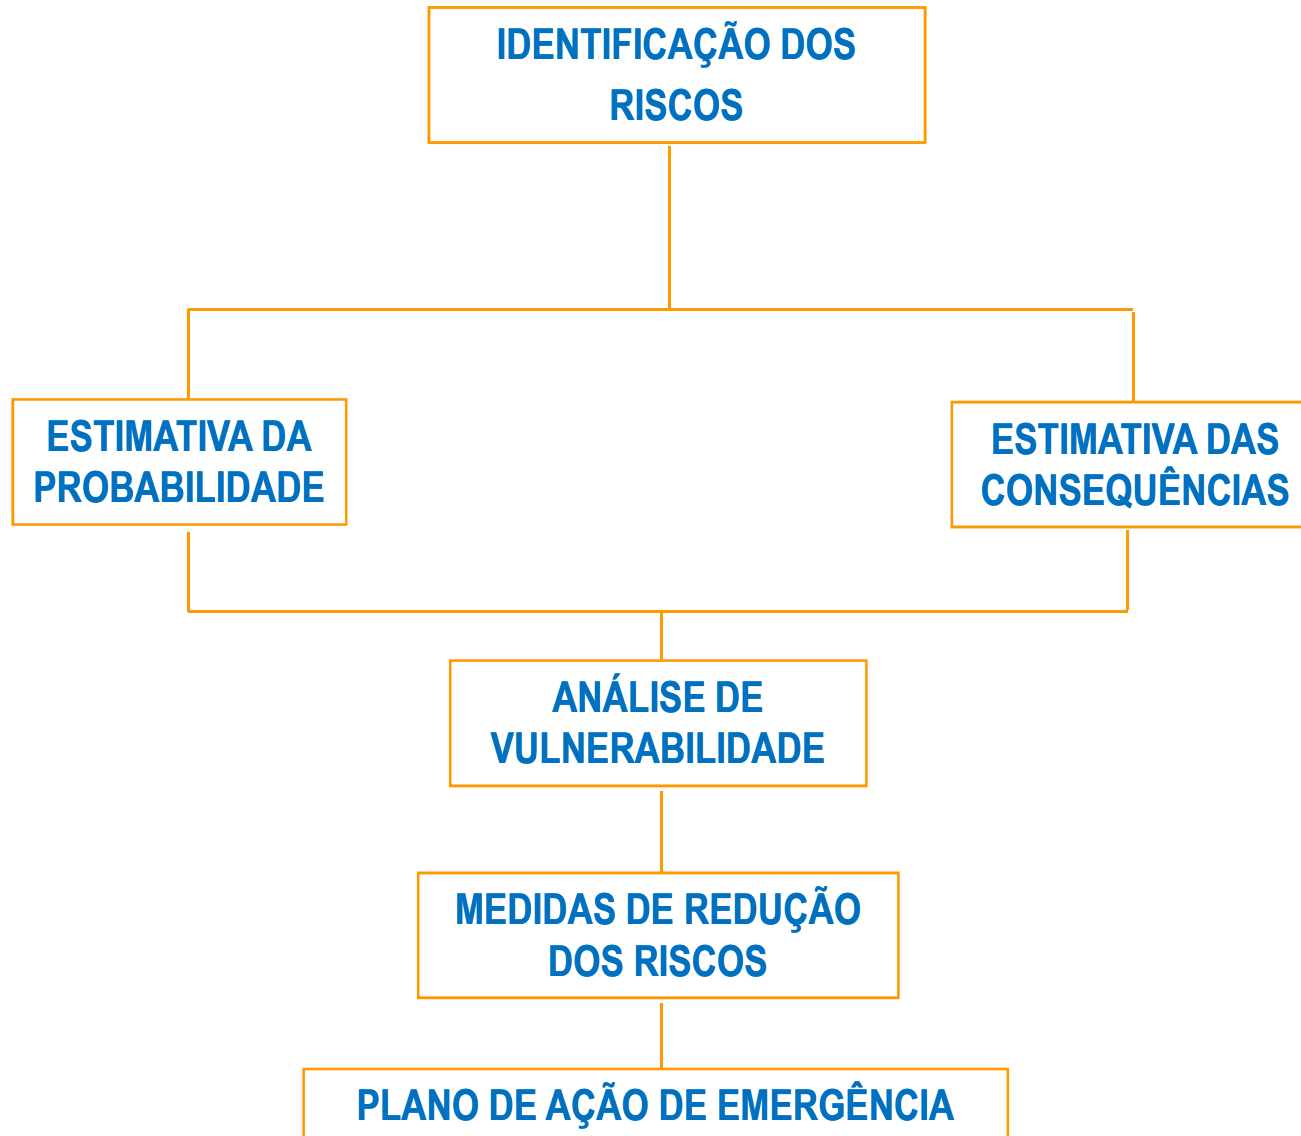 IDENTIFICAÇÃO DOS
RISCOS
ESTIMATIVA DA
PROBABILIDADE
ESTIMATIVA DAS
CONSEQUÊNCIAS
ANÁLISE DE
VULNERABILIDADE
MEDIDAS DE REDUÇÃO
DOS RISCOS
PLANO DE AÇÃO DE EMERGÊNCIA